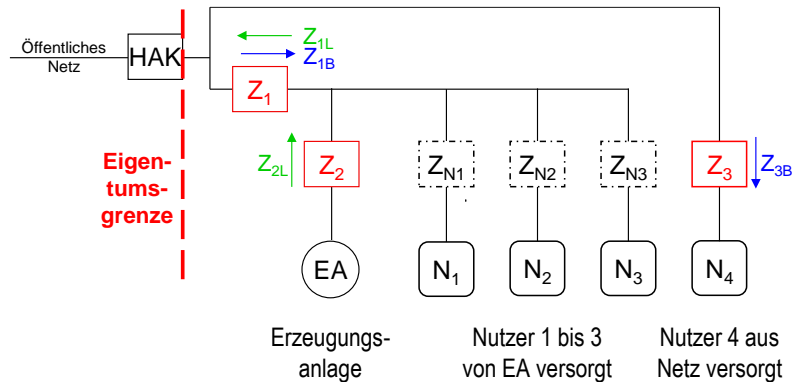 Öffentliches
Netz
HAK
Z1L
Z1B
Z1
Eigen-
tums-
grenze
Z2L
Z2
ZN1
ZN2
ZN3
Z3
Z3B
EA
N1
N2
N3
N4
Erzeugungs-
anlage
Nutzer 1 bis 3
von EA versorgt
Nutzer 4 aus
Netz versorgt